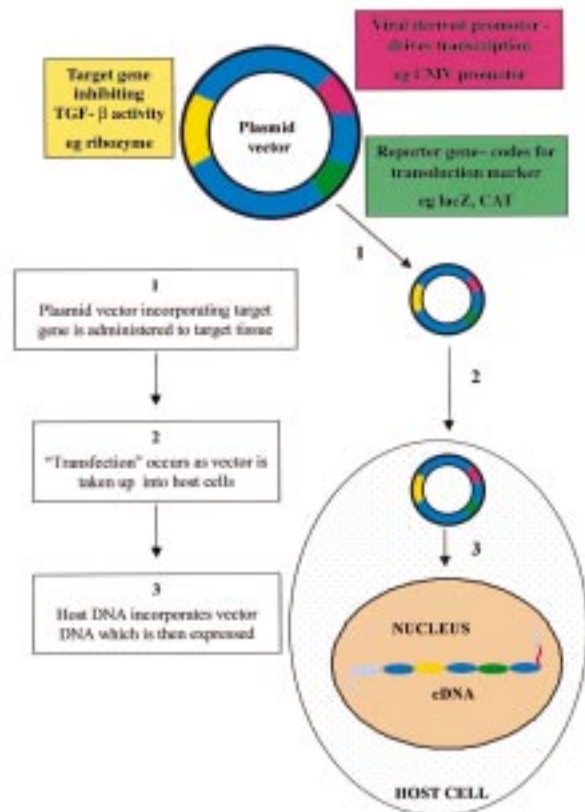 Viral derived promotor -
drives transcription
eg CMV promotor
Target gene
inhibiting
TGF- β activity
eg ribozyme
Plasmid
vector
Reporter gene– codes for
transduction marker
eg lacZ, CAT
1
1
Plasmid vector incorporating target
gene is administered to target tissue
2
2
“Transfection” occurs as vector is
taken up into host cells
3
3
Host DNA incorporates vector
DNA which is then expressed
NUCLEUS
cDNA
HOST CELL